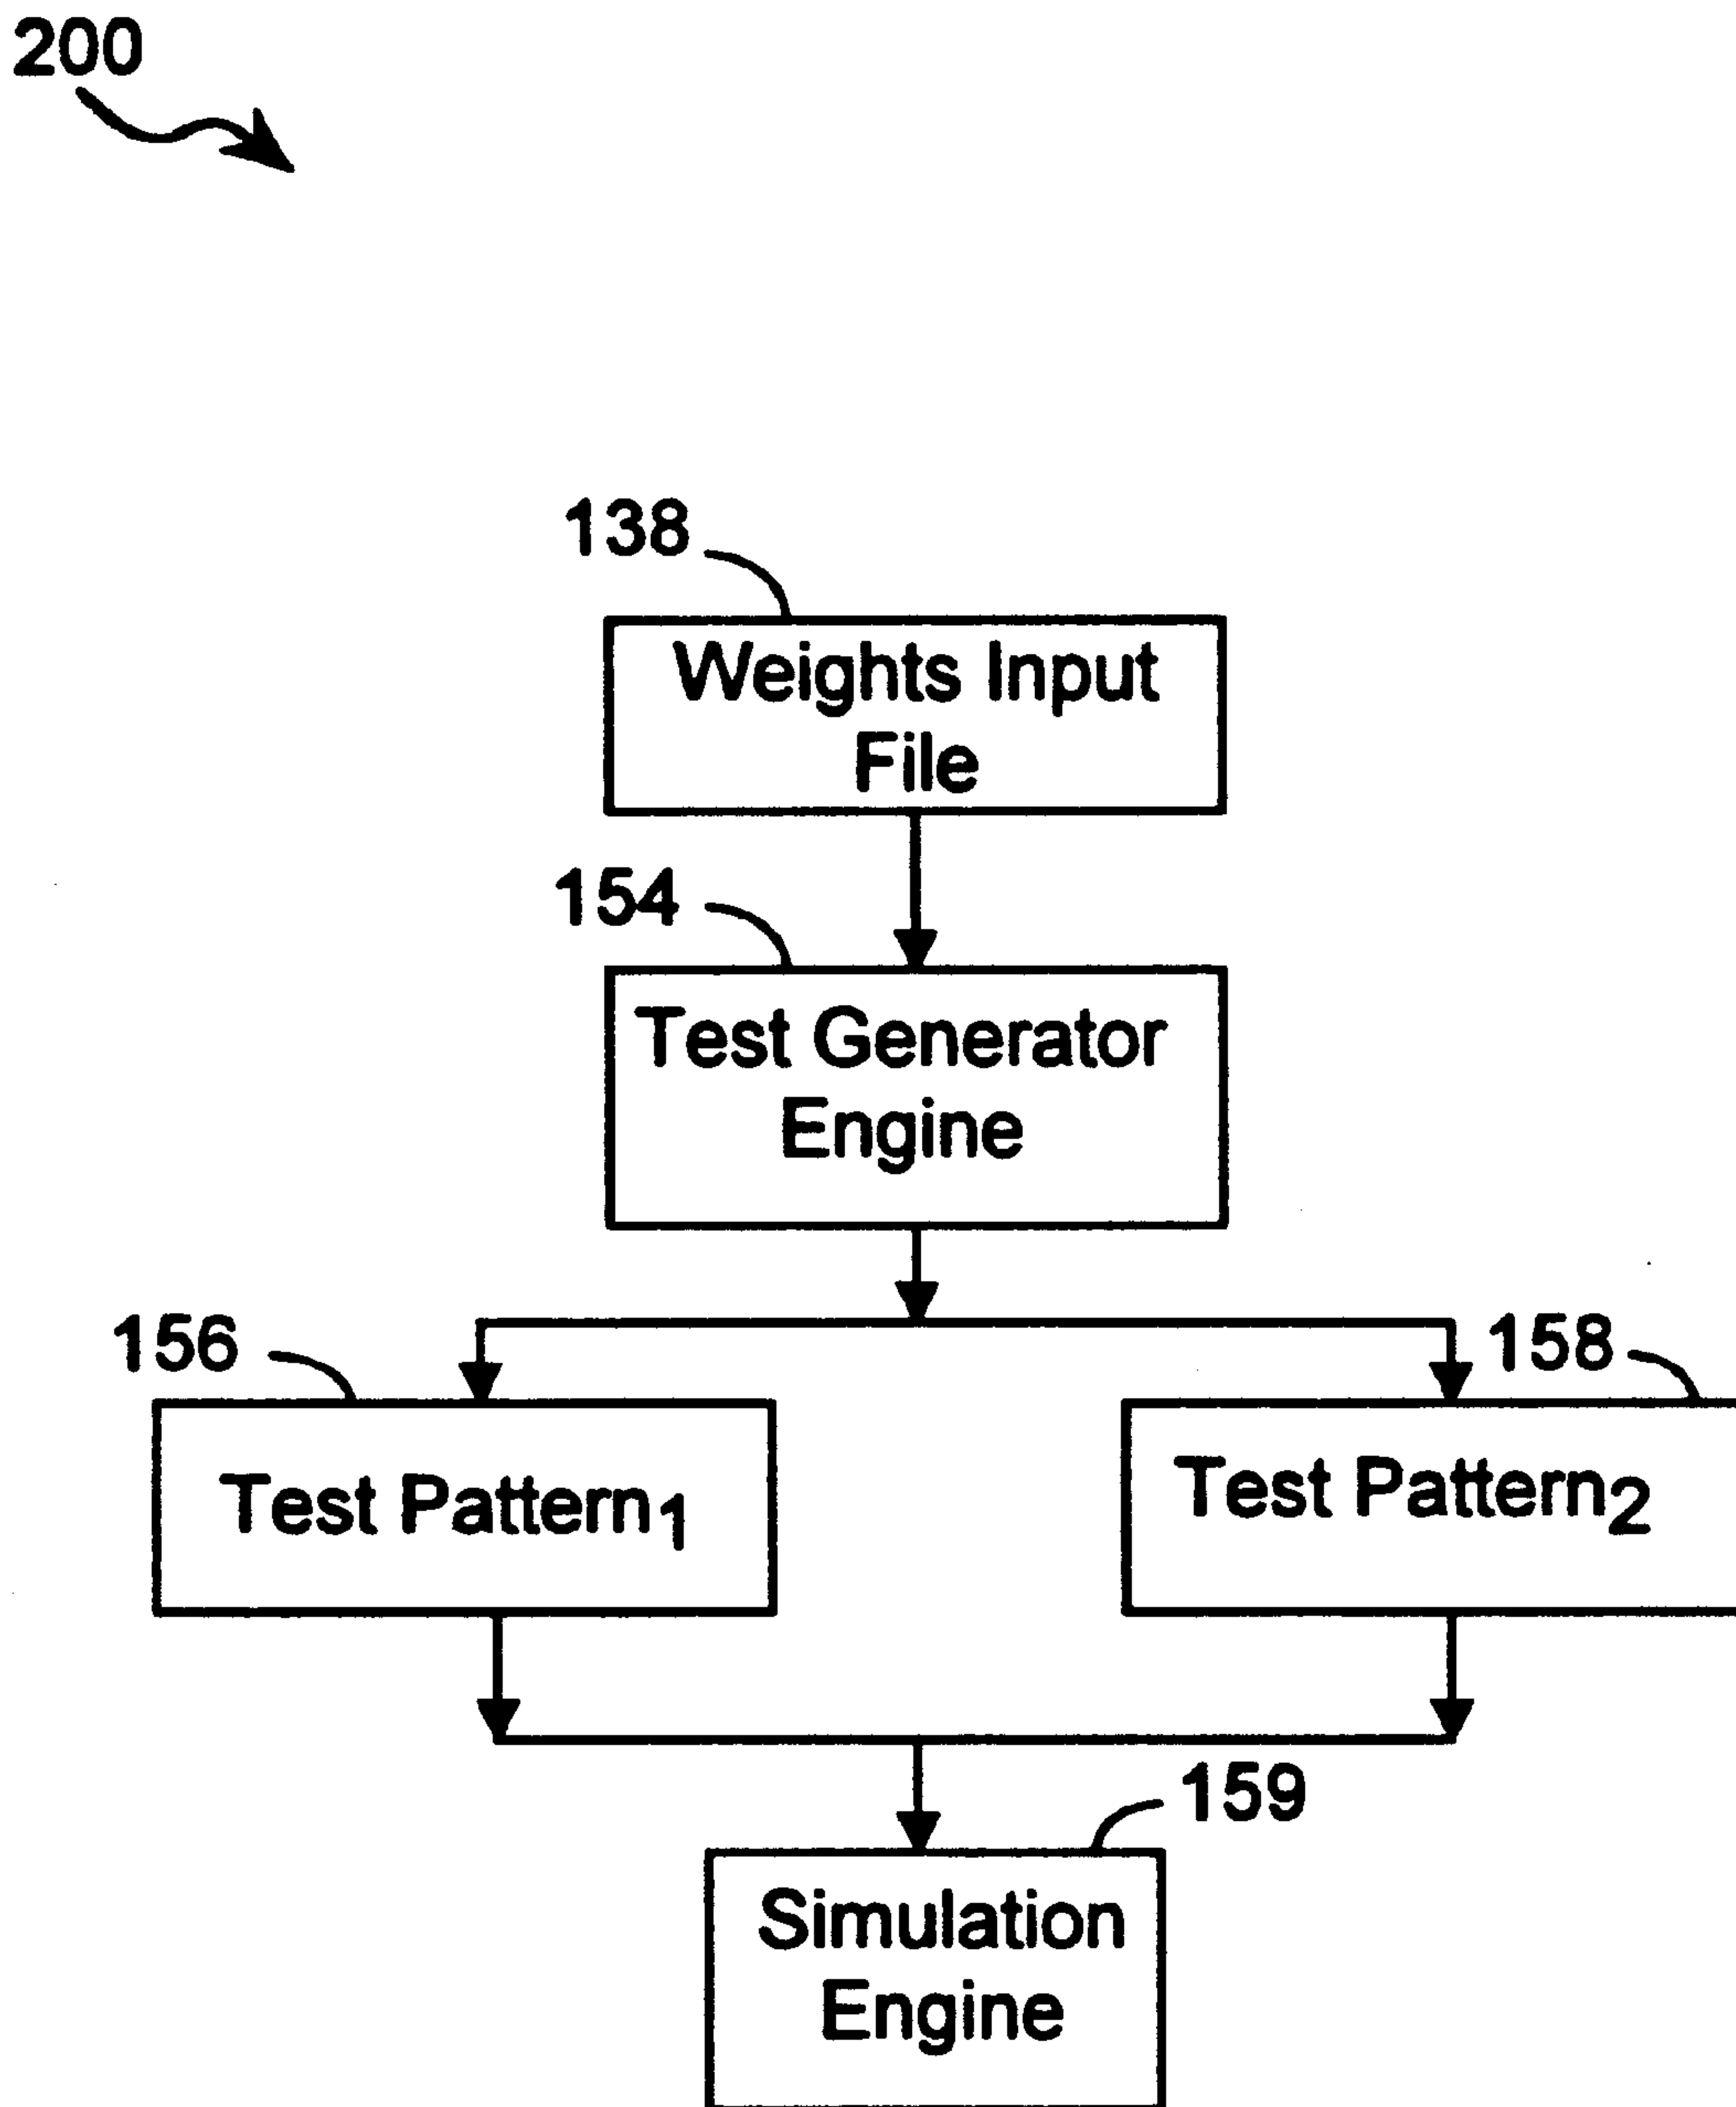 200
138
Weights Input
File
154
Test Generator
Engine
156
158
Test Pattern1
Test Pattern2
159
Simulation
Engine